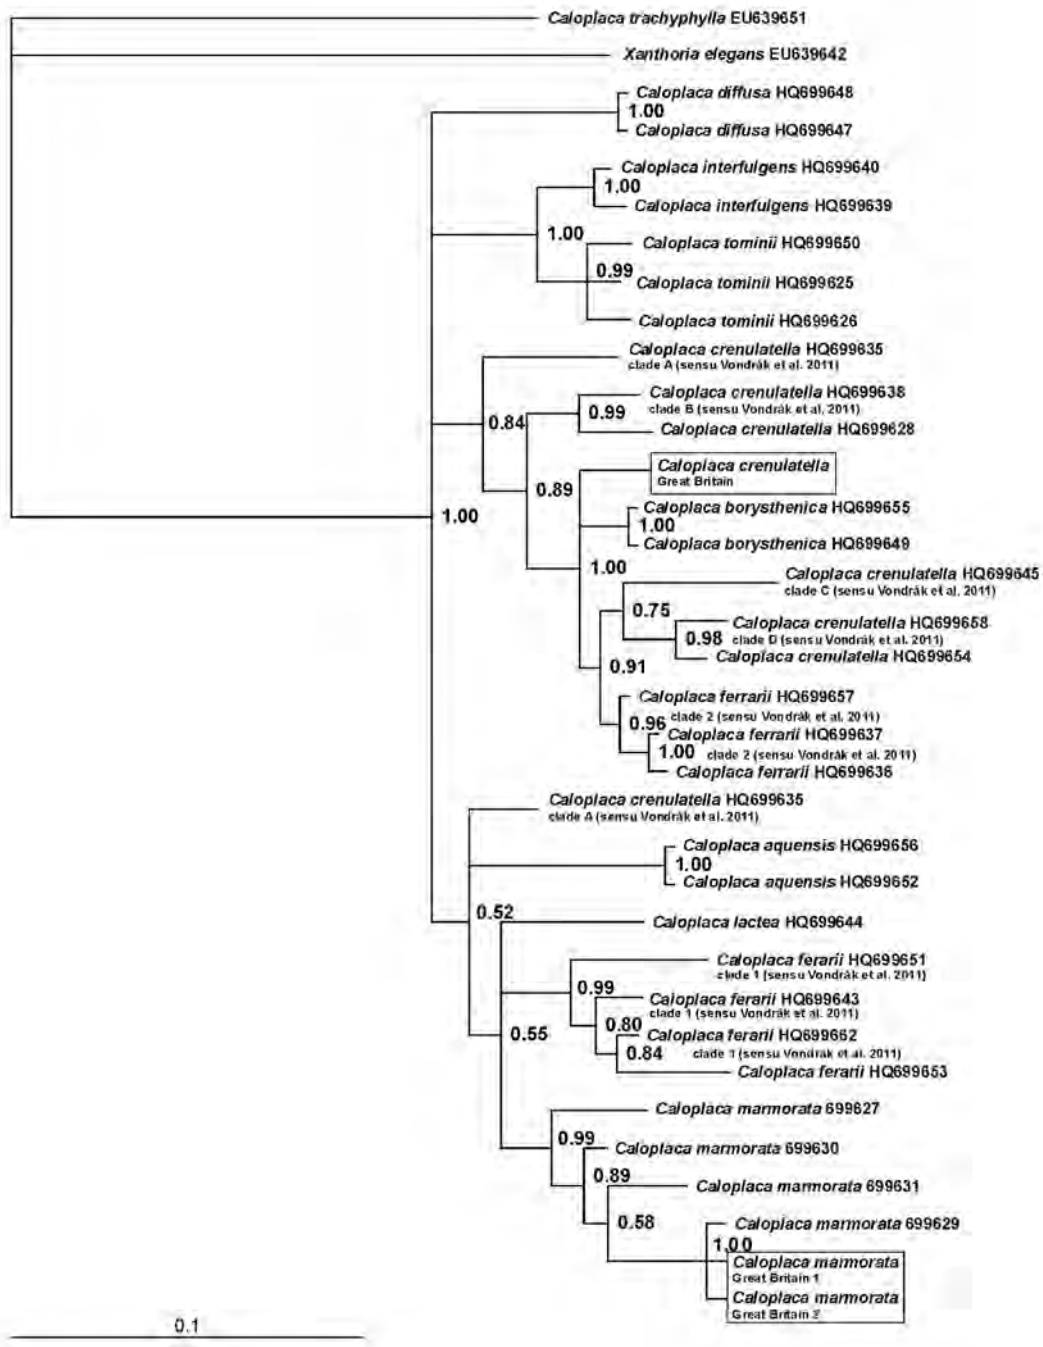 Caloplaca trachyphylla EU639651
Xanthoria elegans EU639642
Caloplaca diffusa HQ699648
1.00
Caloplaca diffusa HQ699647
Caloplaca interfulgens HQ699640
1.00
Caloplaca interfulgens HQ699639
1.00
Caloplaca tominii HQ699650
0.99
Caloplaca tominii HQ699625
Caloplaca tominii HQ699626
Caloplaca crenulatella HQ699635
clade A (sensu Vondrák et al. 2011)
0.84
Caloplaca crenulatella HQ699638
0.99 clade B (sensu Vondrák et al. 2011)
Caloplaca crenulatella HQ699628
0.89
Caloplaca crenulatella
Great Britain
1.00
Caloplaca borysthenica HQ699655
1.00
Caloplaca borysthenica HQ699649
1.00
Caloplaca crenulatella HQ699645
clade C (sensu Vondrák et al. 2011)
0.75
Caloplaca crenulatella HQ699658
0.98 clade D (sensu Vondrák et al. 2011)
Caloplaca crenulatella HQ699654
0.91
Caloplaca ferrarii HQ699657
0.96 clade 2 (sensu Vondrák et al. 2011)
Caloplaca ferrarii HQ699637
1.00 clade 2 (sensu Vondrák et al. 2011)
Caloplaca ferrarii HQ699636
Caloplaca crenulatella HQ699635
clade A (sensu Vondrák et al. 2011)
Caloplaca aquensis HQ699656
1.00
Caloplaca aquensis HQ699652
0.52
Caloplaca lactea HQ699644
Caloplaca ferarii HQ699651
clade 1 (sensu Vondrák et al. 2011)
0.99
Caloplaca ferarii HQ699643
clade 1 (sensu Vondrák et al. 2011)
0.80
0.55
Caloplaca ferarii HQ699662
0.84 clade 1 (sensu Vondrák et al. 2011)
Caloplaca ferarii HQ699653
Caloplaca marmorata 699627
0.99
Caloplaca marmorata 699630
0.89
Caloplaca marmorata 699631
0.58
Caloplaca marmorata 699629
1.00
Caloplaca marmorata
Great Britain 1
Caloplaca marmorata
Great Britain 2
0.1